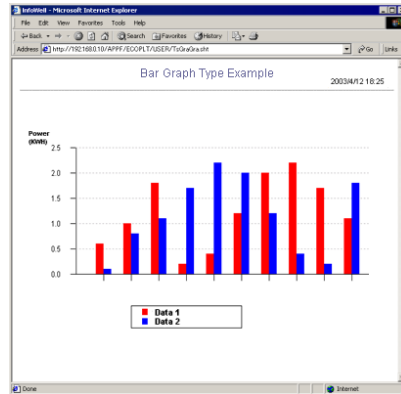 InfoWell - Microsoft Internet Explorer
File Edit View Favorites Tools Help
Back Search Favorites History
Address http://192.168.0.10/APPF/ECOPLT/USER/TsGraGra.sht Go Links
Bar Graph Type Example
2003/4/12 18:25
Power
(KWH)
2.5
2.0
1.5
1.0
0.5
0.0
Data 1
Data 2
Done Internet